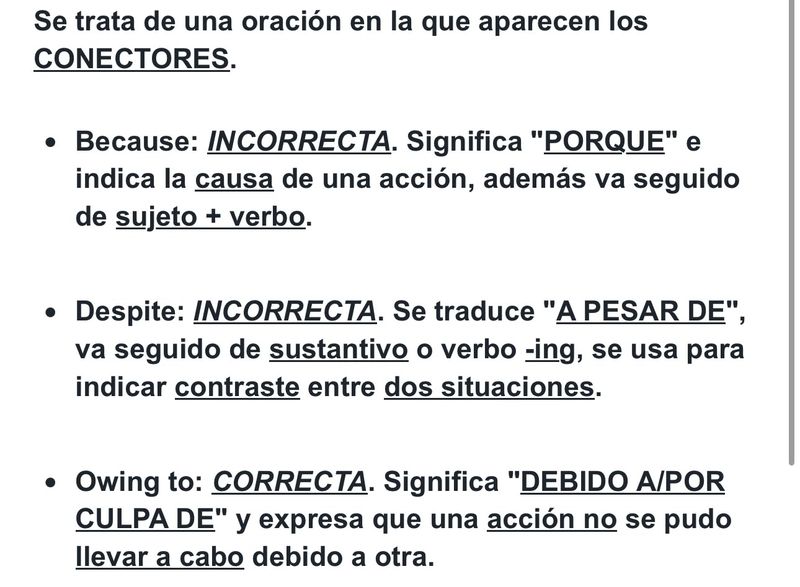 Se trata de una oración en la que aparecen los
CONECTORES.
• Because: INCORRECTA. Significa "PORQUE" e
indica la causa de una acción, además va seguido
de sujeto + verbo.
• Despite: INCORRECTA. Se traduce "A PESAR DE",
va seguido de sustantivo o verbo -ing, se usa para
indicar contraste entre dos situaciones.
• Owing to: CORRECTA. Significa "DEBIDO A/POR
CULPA DE" y expresa que una acción no se pudo
llevar a cabo debido a otra.